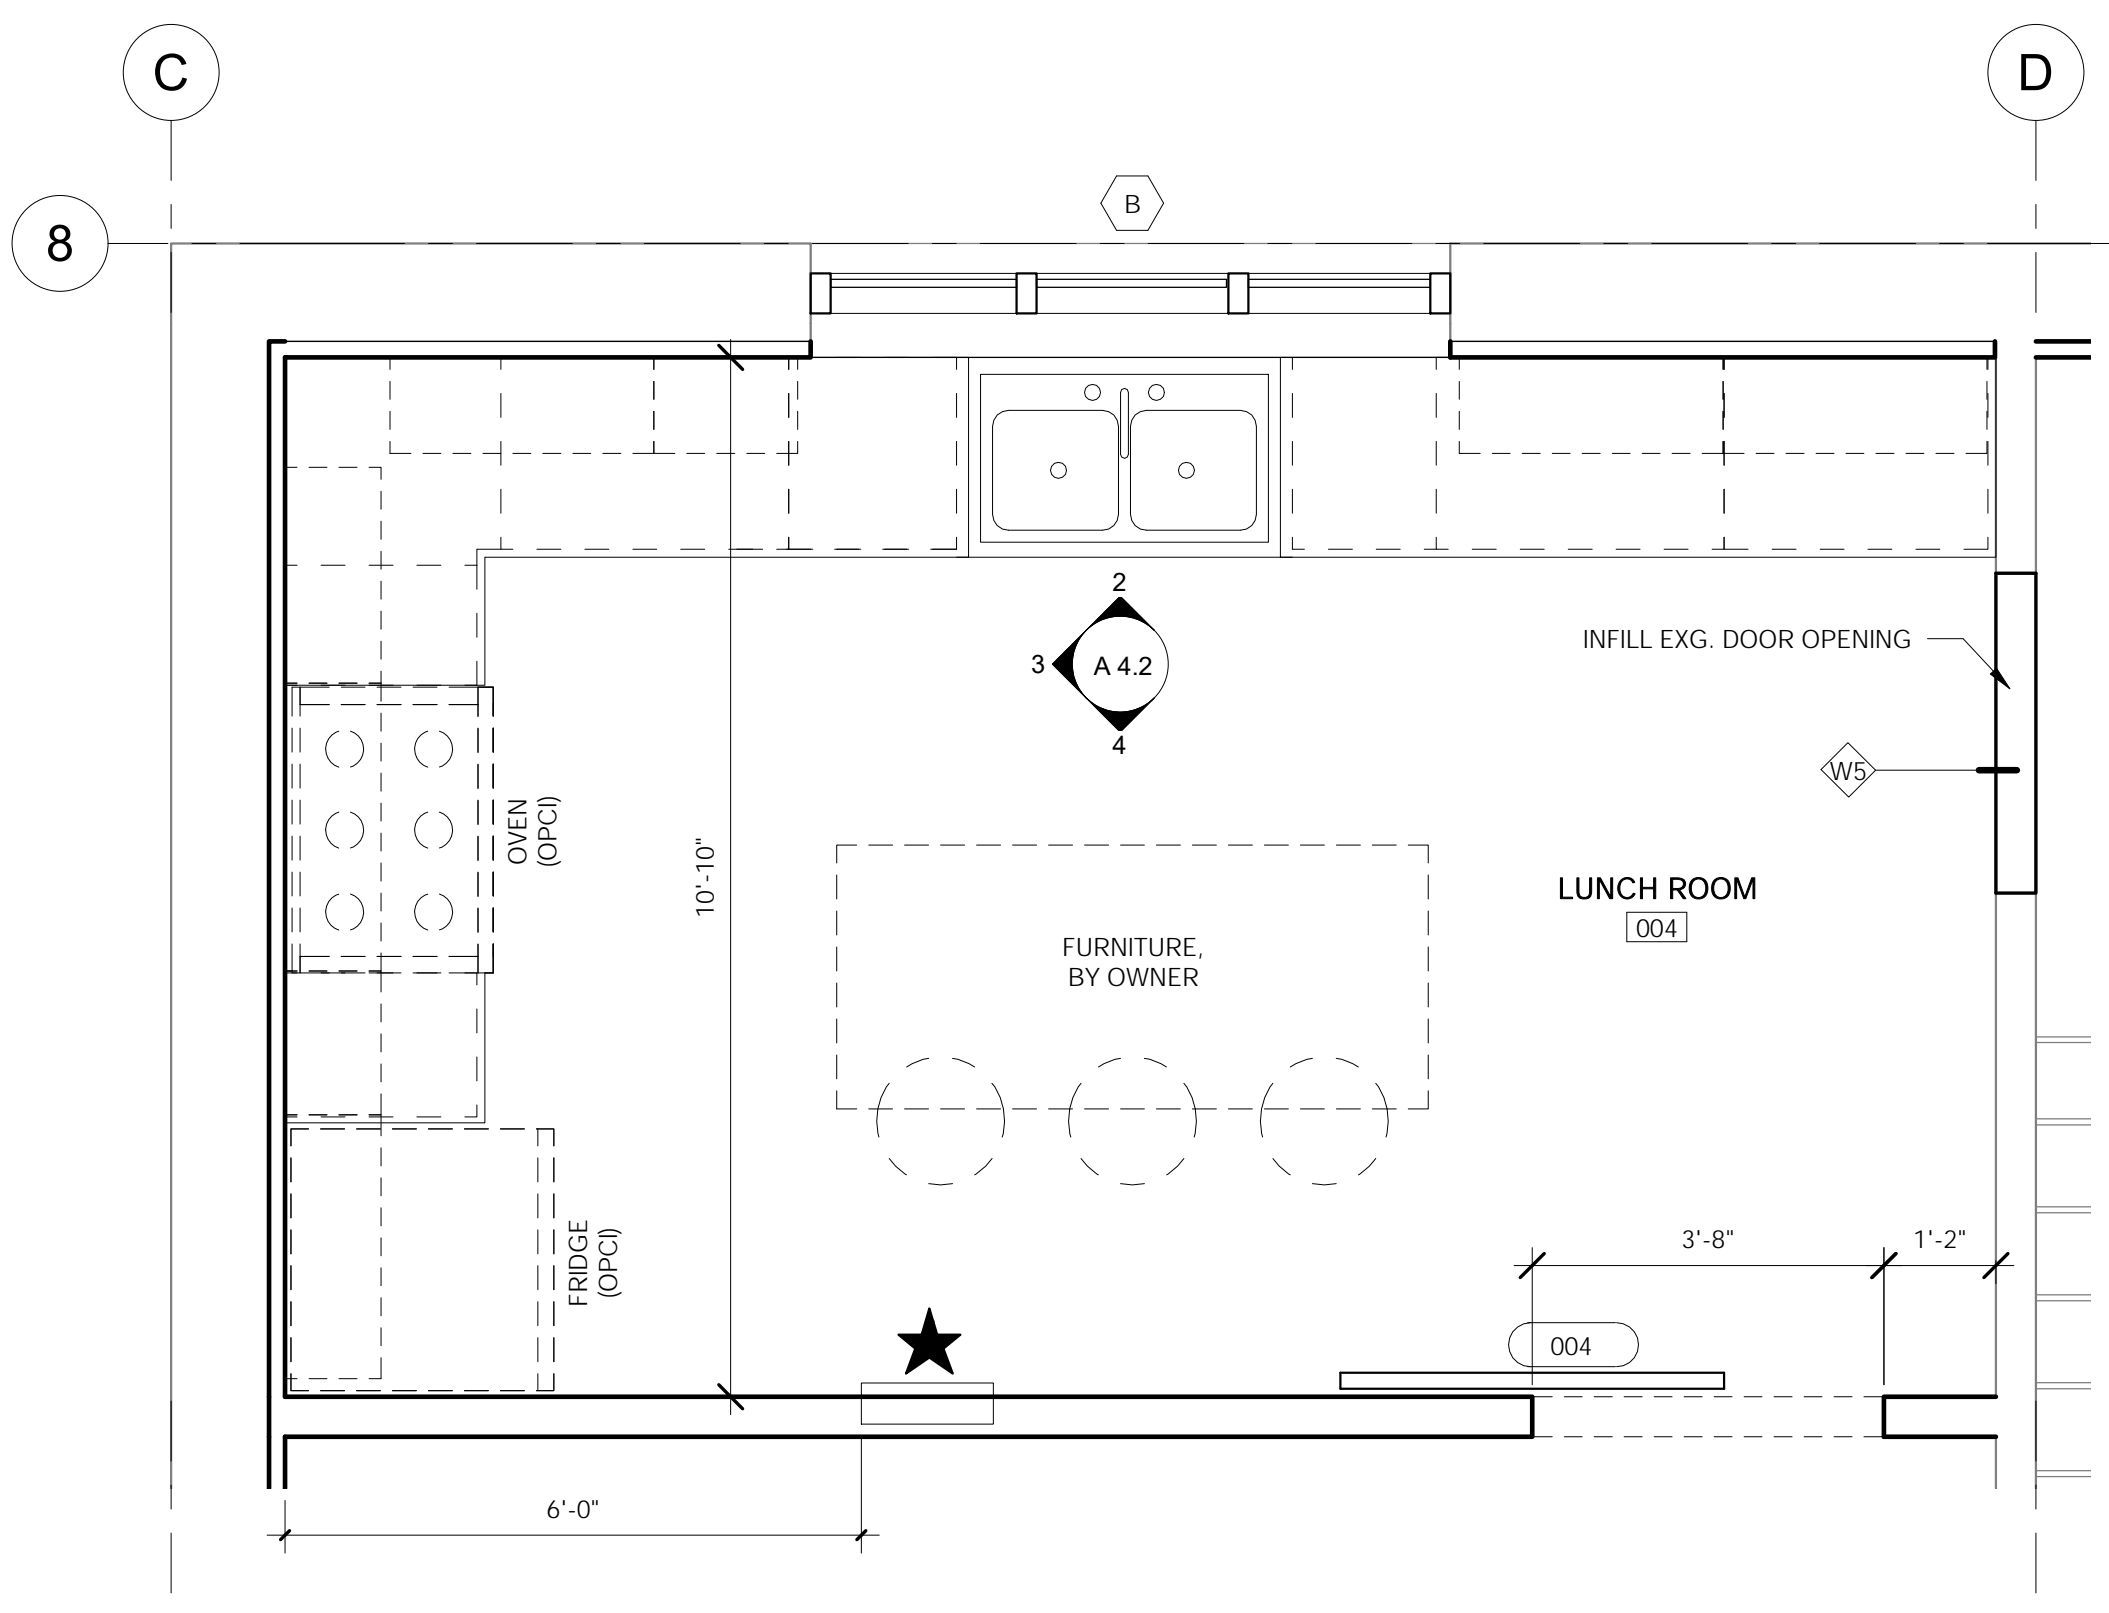 C
D
B
8
2
INFILL EXG. DOOR OPENING
3
A 4.2
4
W5
OVEN
(OPCI)
10'-10"
LUNCH ROOM
004
FURNITURE,
BY OWNER
FRIDGE
(OPCI)
3'-8"
1'-2"
004
6'-0"